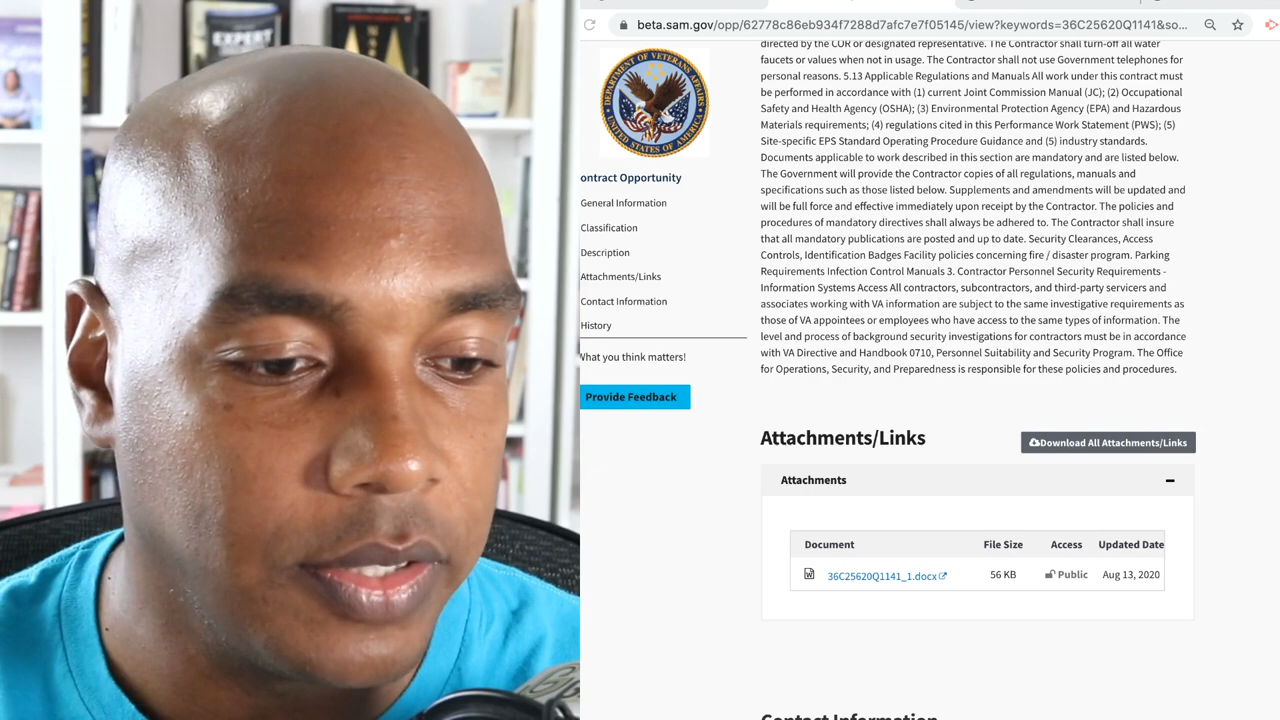 EXPERT
beta.sam.gov/opp/62778c86eb934f7288d7afc7e7f05145/view?keywords=36C25620Q1141&so...
DEPARTMENT OF VETERANS AFFAIRS
UNITED STATES OF AMERICA
ontract Opportunity
General Information
Classification
Description
Attachments/Links
Contact Information
History
What you think matters!
Provide Feedback
directed by the COR or designated representative. The Contractor shall turn-off all water
faucets or values when not in usage. The Contractor shall not use Government telephones for
personal reasons. 5.13 Applicable Regulations and Manuals All work under this contract must
be performed in accordance with (1) current Joint Commission Manual (JC); (2) Occupational
Safety and Health Agency (OSHA); (3) Environmental Protection Agency (EPA) and Hazardous
Materials requirements; (4) regulations cited in this Performance Work Statement (PWS); (5)
Site-specific EPS Standard Operating Procedure Guidance and (5) industry standards.
Documents applicable to work described in this section are mandatory and are listed below.
The Government will provide the Contractor copies of all regulations, manuals and
specifications such as those listed below. Supplements and amendments will be updated and
will be full force and effective immediately upon receipt by the Contractor. The policies and
procedures of mandatory directives shall always be adhered to. The Contractor shall insure
that all mandatory publications are posted and up to date. Security Clearances, Access
Controls, Identification Badges Facility policies concerning fire / disaster program. Parking
Requirements Infection Control Manuals 3. Contractor Personnel Security Requirements -
Information Systems Access All contractors, subcontractors, and third-party servicers and
associates working with VA information are subject to the same investigative requirements as
those of VA appointees or employees who have access to the same types of information. The
level and process of background security investigations for contractors must be in accordance
with VA Directive and Handbook 0710, Personnel Suitability and Security Program. The Office
for Operations, Security, and Preparedness is responsible for these policies and procedures.
Attachments/Links
Download All Attachments/Links
Attachments
Document File Size Access Updated Date
36C25620Q1141_1.docx 56 KB Public Aug 13, 2020
Contact Information